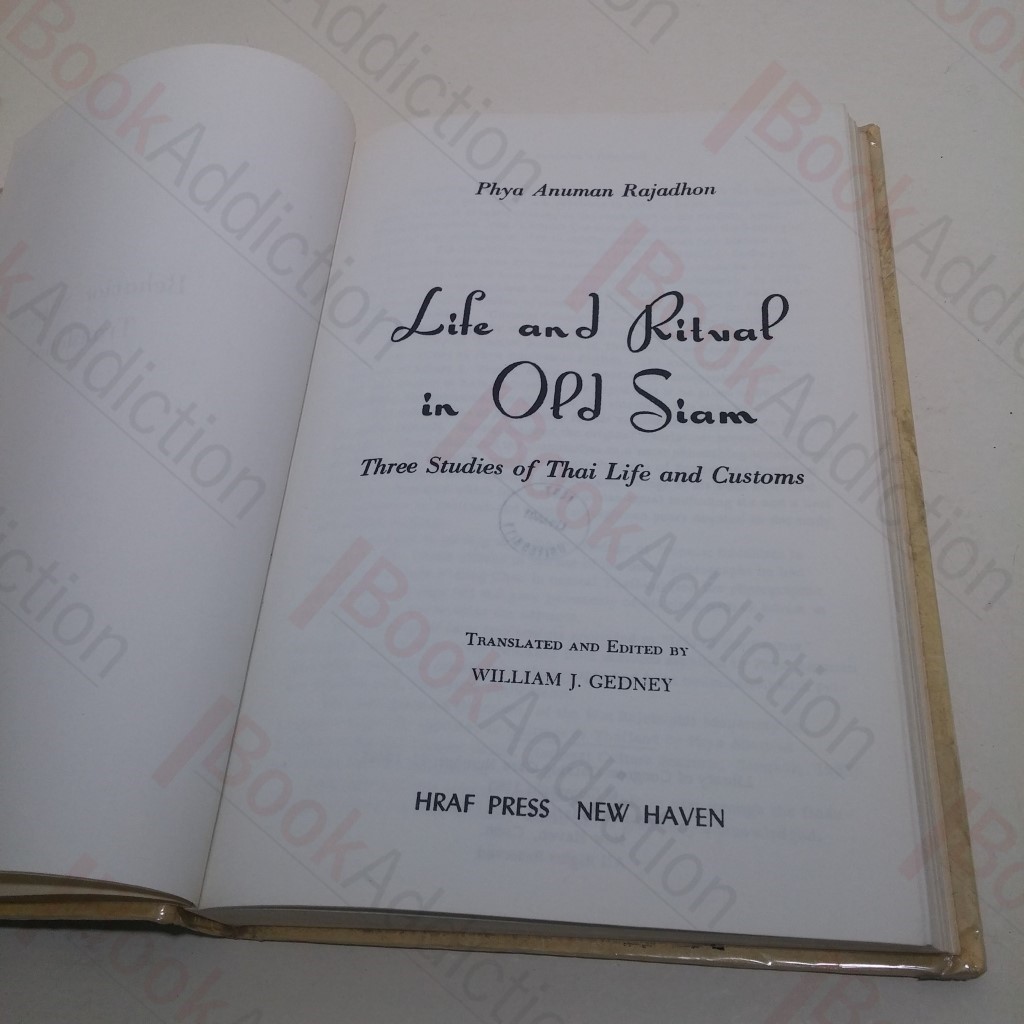 Phya Anuman Rajadhon
Life and Ritual
in Old Siam
Three Studies of Thai Life and Customs
TRANSLATED AND EDITED BY
WILLIAM J. GEDNEY
HRAF PRESS NEW HAVEN
BookAddiction